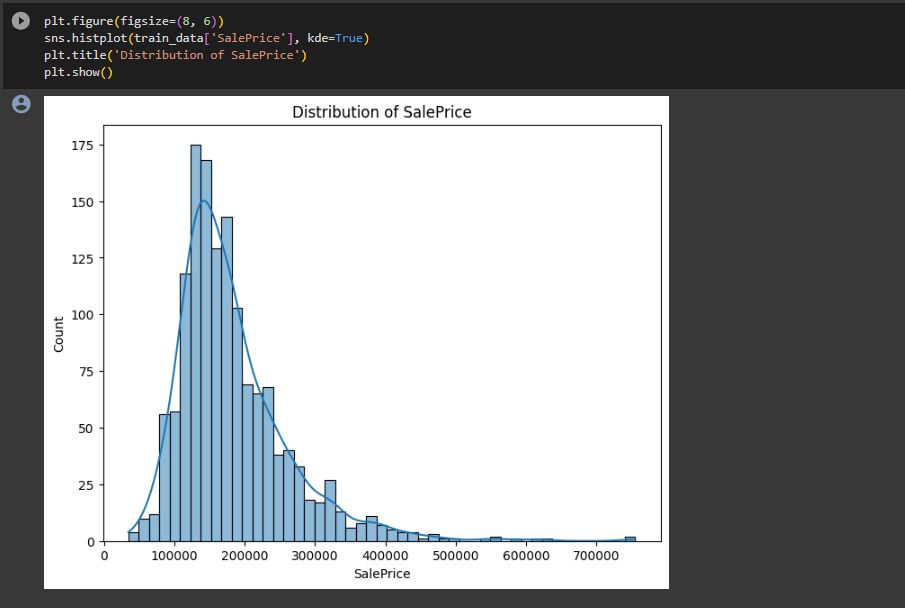 plt.figure(figsize=(8, 6))
sns.histplot(train_data['SalePrice'], kde=True)
plt.title('Distribution of SalePrice')
plt.show()
Distribution of SalePrice
175
150
125
100
75
50
25
0
Count
0 100000 200000 300000 400000 500000 600000 700000
SalePrice